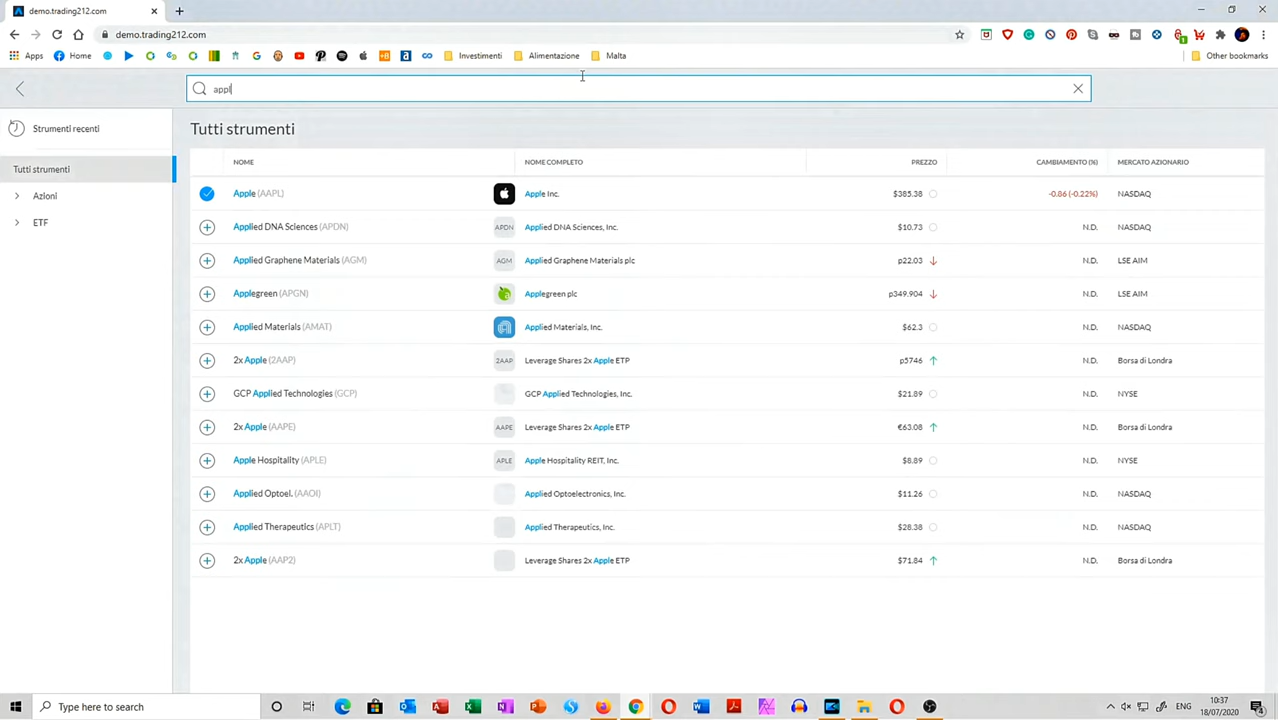 demo.trading212.com
demo.trading212.com
Apps Home Investimenti Alimentazione Malta Other bookmarks
appl
Strumenti recenti
Tutti strumenti
Azioni
ETF
Tutti strumenti
NOME NOME COMPLETO PREZZO CAMBIAMENTO (%) MERCATO AZIONARIO
Apple (AAPL) Apple Inc. $385.38 -0.86 (-0.22%) NASDAQ
Applied DNA Sciences (APDN) APDN Applied DNA Sciences, Inc. $10.73 N.D. NASDAQ
Applied Graphene Materials (AGM) AGM Applied Graphene Materials plc p22.03 N.D. LSE AIM
Applegreen (APGN) Applegreen plc p349.904 N.D. LSE AIM
Applied Materials (AMAT) Applied Materials, Inc. $62.3 N.D. NASDAQ
2x Apple (2AAP) 2AAP Leverage Shares 2x Apple ETP p5746 N.D. Borsa di Londra
GCP Applied Technologies (GCP) GCP Applied Technologies, Inc. $21.89 N.D. NYSE
2x Apple (AAPE) AAPE Leverage Shares 2x Apple ETP €63.08 N.D. Borsa di Londra
Apple Hospitality (APLE) APLE Apple Hospitality REIT, Inc. $8.89 N.D. NYSE
Applied Optoel. (AAOI) Applied Optoelectronics, Inc. $11.26 N.D. NASDAQ
Applied Therapeutics (APLT) Applied Therapeutics, Inc. $28.38 N.D. NASDAQ
2x Apple (AAP2) Leverage Shares 2x Apple ETP $71.84 N.D. Borsa di Londra
Type here to search ENG 10:37
18/07/2020